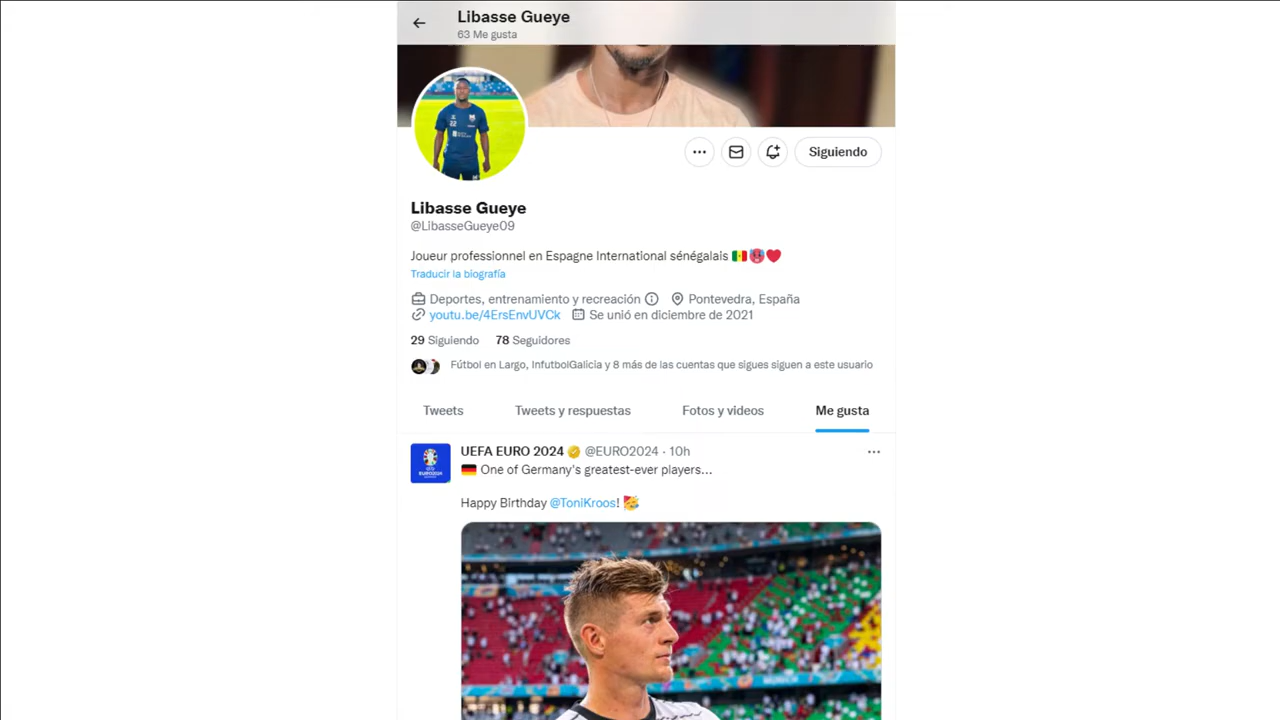 Libasse Gueye
63 Me gusta
22
Siguiendo
Libasse Gueye
@LibasseGueye09
Joueur professionnel en Espagne International sénégalais 🇸🇳🥵❤️
Traducir la biografía
Deportes, entrenamiento y recreación Pontevedra, España
youtu.be/4ErsEnvUVCk Se unió en diciembre de 2021
29 Siguiendo 78 Seguidores
Fútbol en Largo, InfutbolGalicia y 8 más de las cuentas que sigues siguen a este usuario
Tweets Tweets y respuestas Fotos y videos Me gusta
UEFA EURO 2024 @EURO2024 · 10h
🇩🇪 One of Germany's greatest-ever players...
Happy Birthday @ToniKroos! 🥳
EURO2024